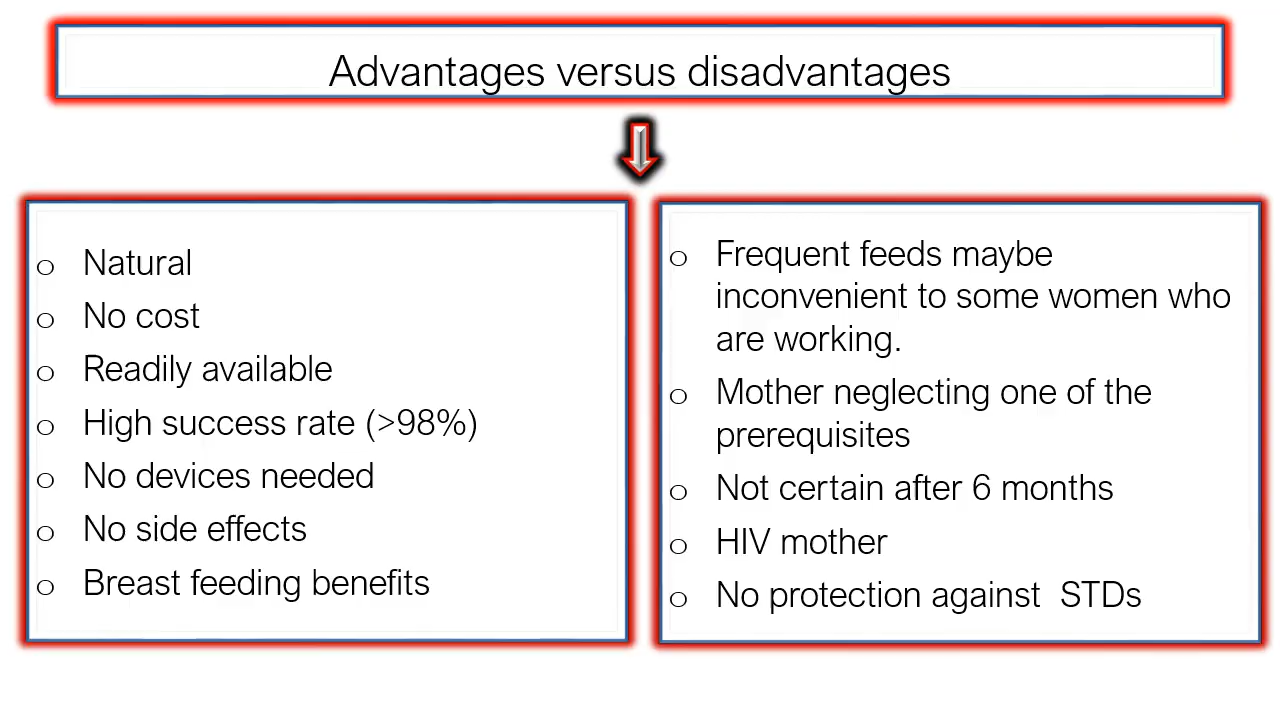 Advantages versus disadvantages
o Natural
o No cost
o Readily available
o High success rate (>98%)
o No devices needed
o No side effects
o Breast feeding benefits
o Frequent feeds maybe
inconvenient to some women who
are working.
o Mother neglecting one of the
prerequisites
o Not certain after 6 months
o HIV mother
o No protection against  STDs